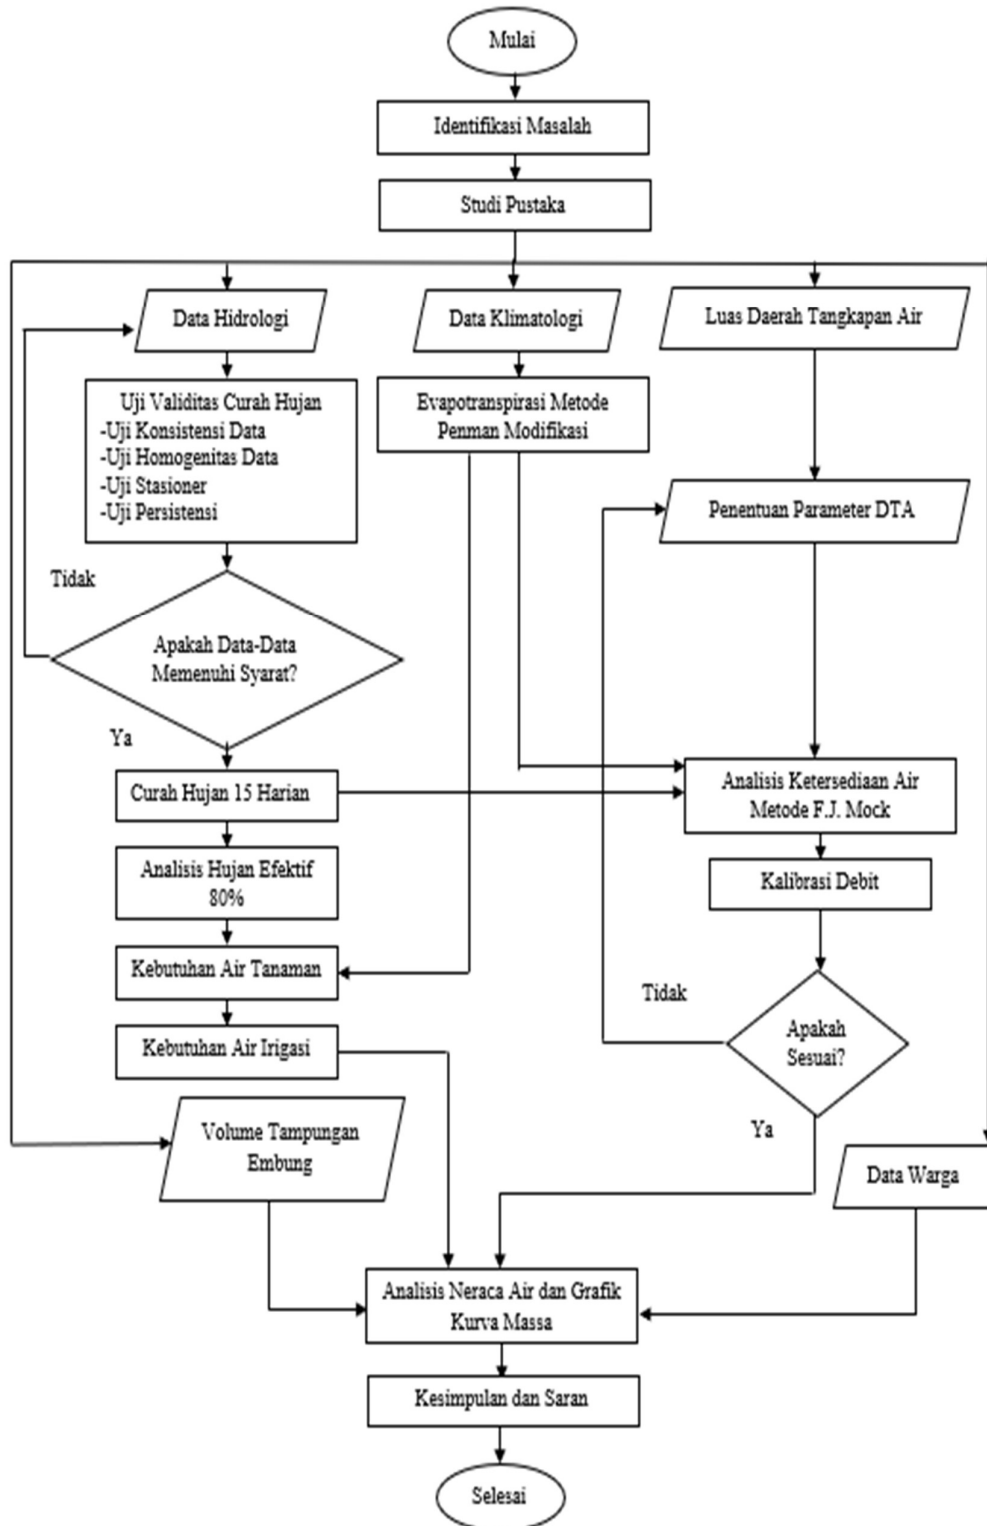 Mulai
Identifikasi Masalah
Studi Pustaka
Data Hidrologi
Data Klimatologi
Luas Daerah Tangkapan Air
Uji Validitas Curah Hujan
-Uji Konsistensi Data
-Uji Homogenitas Data
-Uji Stasioner
-Uji Persistensi
Evapotranspirasi Metode
Penman Modifikasi
Penentuan Parameter DTA
Tidak
Apakah Data-Data
Memenuhi Syarat?
Ya
Curah Hujan 15 Harian
Analisis Ketersediaan Air
Metode F.J. Mock
Analisis Hujan Efektif
80%
Kalibrasi Debit
Kebutuhan Air Tanaman
Tidak
Apakah
Sesuai?
Kebutuhan Air Irigasi
Ya
Volume Tampungan
Embung
Data Warga
Analisis Neraca Air dan Grafik
Kurva Massa
Kesimpulan dan Saran
Selesai